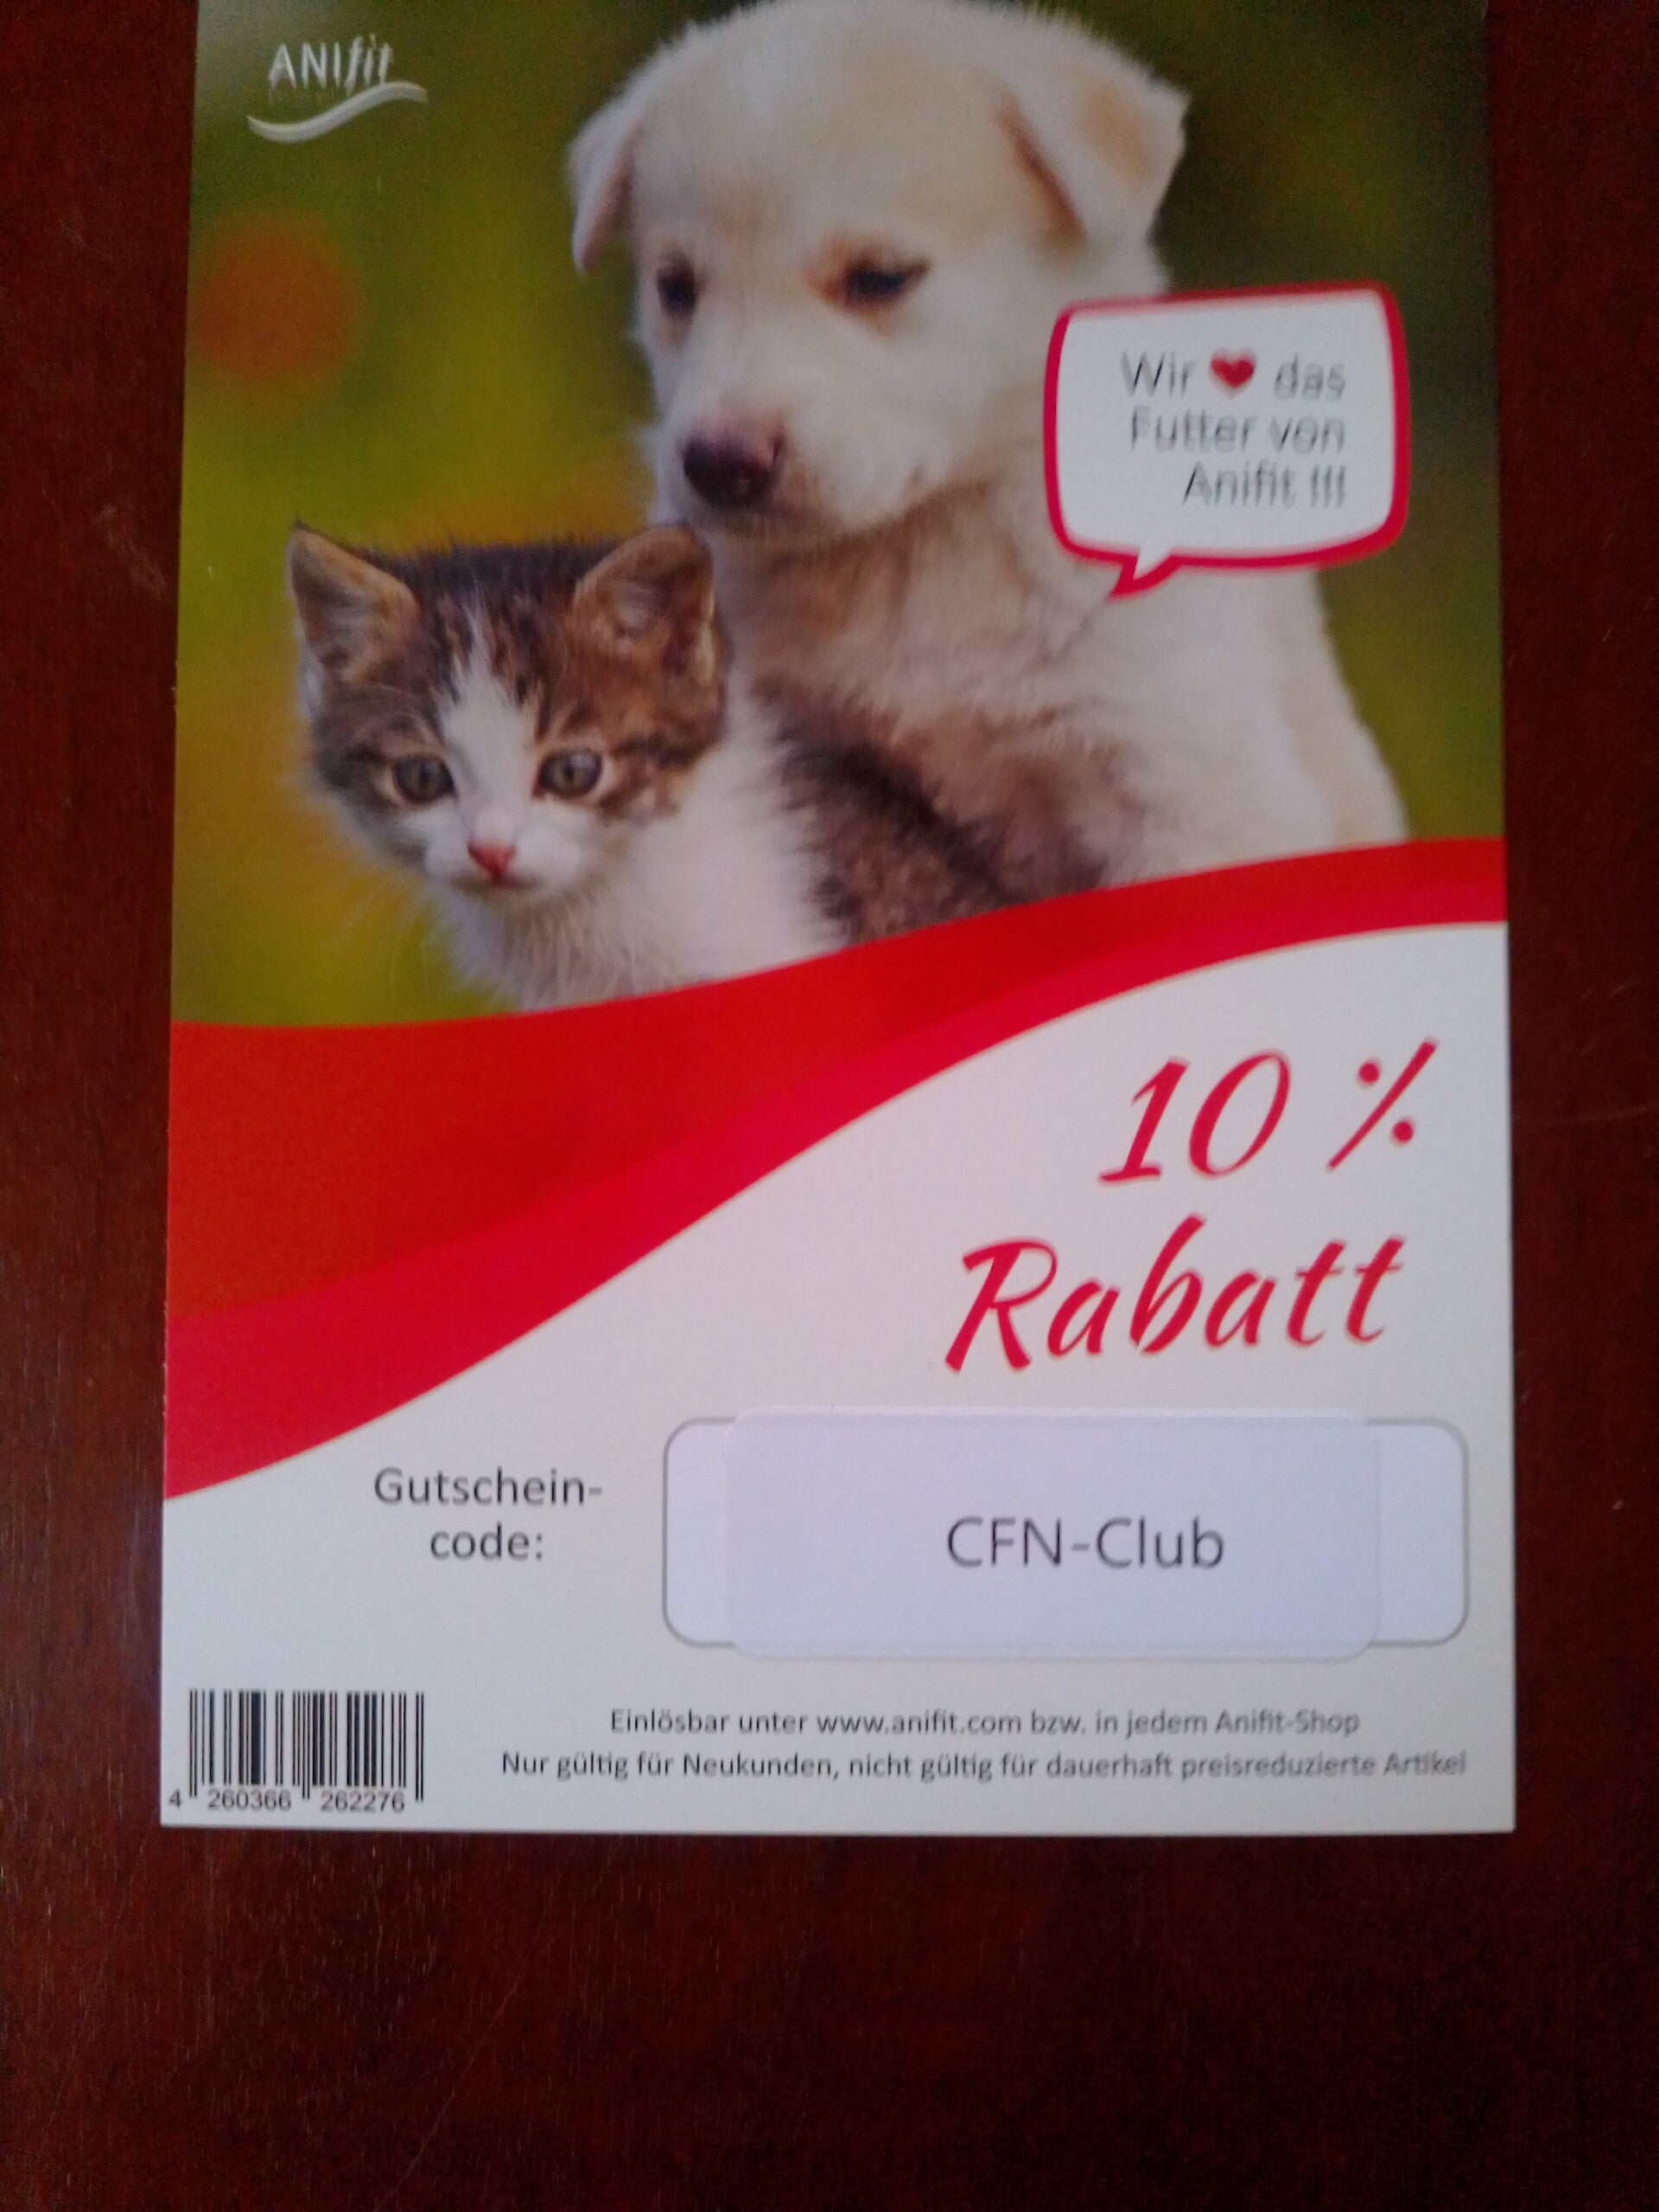 ANIfit
Wir ❤ das
Futter von
Anifit !!!
10 %
Rabatt
Gutschein-
code:
CFN-Club
Einlösbar unter www.anifit.com bzw. in jedem Anifit-Shop
Nur gültig für Neukunden, nicht gültig für dauerhaft preisreduzierte Artikel
4 260366 262276